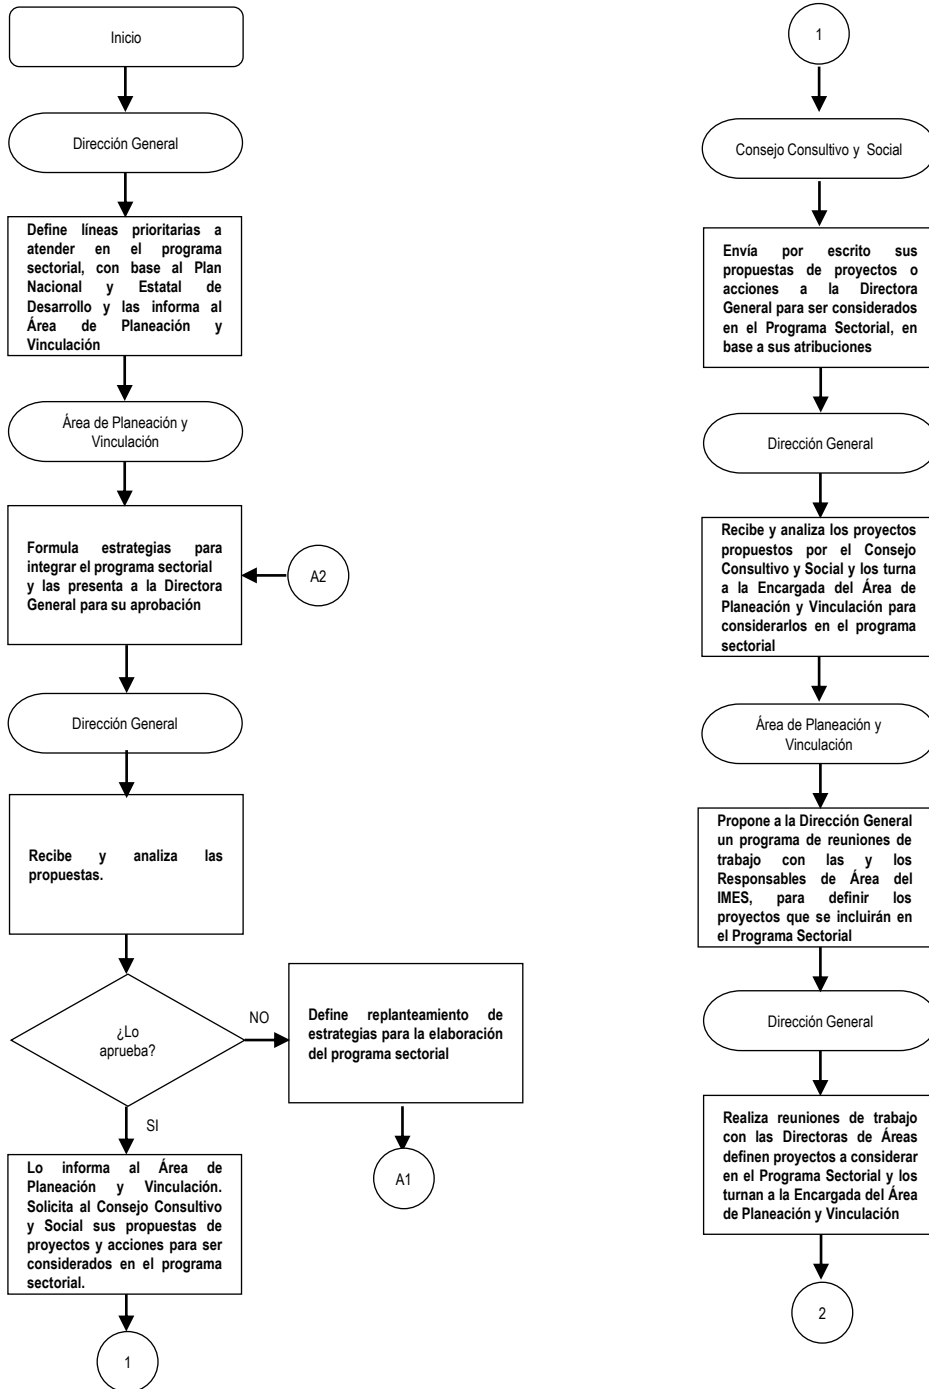 Inicio
Dirección General
Define líneas prioritarias a
atender en el programa
sectorial, con base al Plan
Nacional y Estatal de
Desarrollo y las informa al
Área de Planeación y
Vinculación
Área de Planeación y
Vinculación
Formula estrategias para
integrar el programa sectorial
y las presenta a la Directora
General para su aprobación
A2
Dirección General
Recibe y analiza las
propuestas.
¿Lo
aprueba?
NO
Define replanteamiento de
estrategias para la elaboración
del programa sectorial
A1
SI
Lo informa al Área de
Planeación y Vinculación.
Solicita al Consejo Consultivo
y Social sus propuestas de
proyectos y acciones para ser
considerados en el programa
sectorial.
1
1
Consejo Consultivo y Social
Envía por escrito sus
propuestas de proyectos o
acciones a la Directora
General para ser considerados
en el Programa Sectorial, en
base a sus atribuciones
Dirección General
Recibe y analiza los proyectos
propuestos por el Consejo
Consultivo y Social y los turna
a la Encargada del Área de
Planeación y Vinculación para
considerarlos en el programa
sectorial
Área de Planeación y
Vinculación
Propone a la Dirección General
un programa de reuniones de
trabajo con las y los
Responsables de Área del
IMES, para definir los
proyectos que se incluirán en
el Programa Sectorial
Dirección General
Realiza reuniones de trabajo
con las Directoras de Áreas
definen proyectos a considerar
en el Programa Sectorial y los
turnan a la Encargada del Área
de Planeación y Vinculación
2